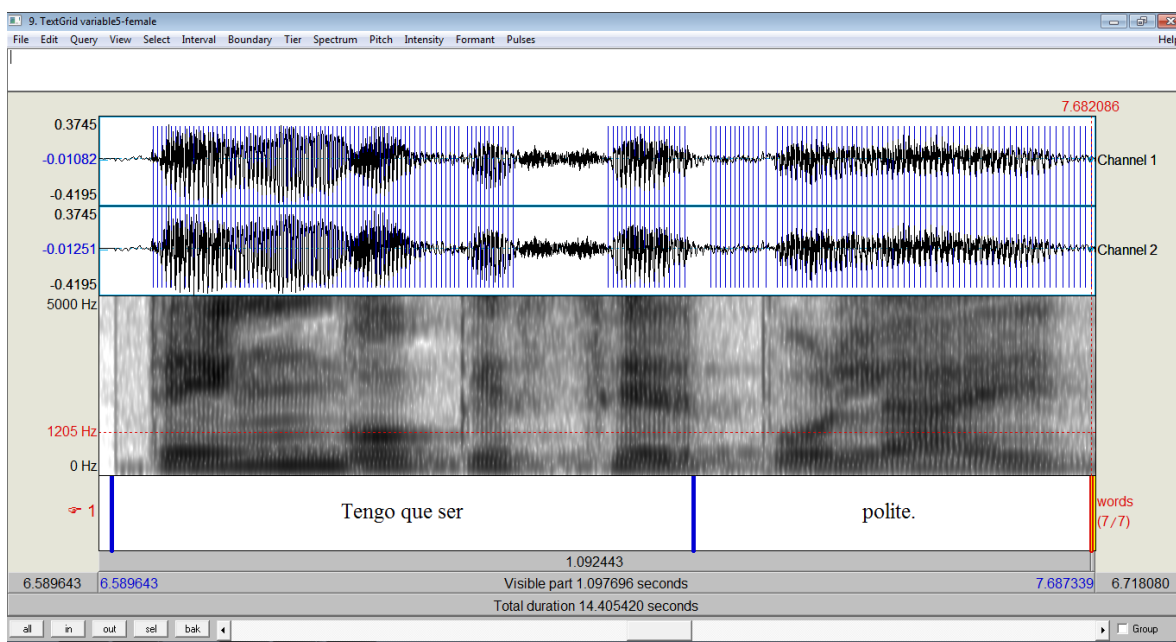 9. TextGrid variable5-female
File Edit Query View Select Interval Boundary Tier Spectrum Pitch Intensity Formant Pulses Help
7.682086
0.3745
-0.01082 Channel 1
-0.4195
0.3745
-0.01251 Channel 2
-0.4195
5000 Hz
1205 Hz
0 Hz
1 Tengo que ser polite. words
(7/7)
1.092443
6.589643 6.589643 Visible part 1.097696 seconds 7.687339 6.718080
Total duration 14.405420 seconds
all in out sel bak Group